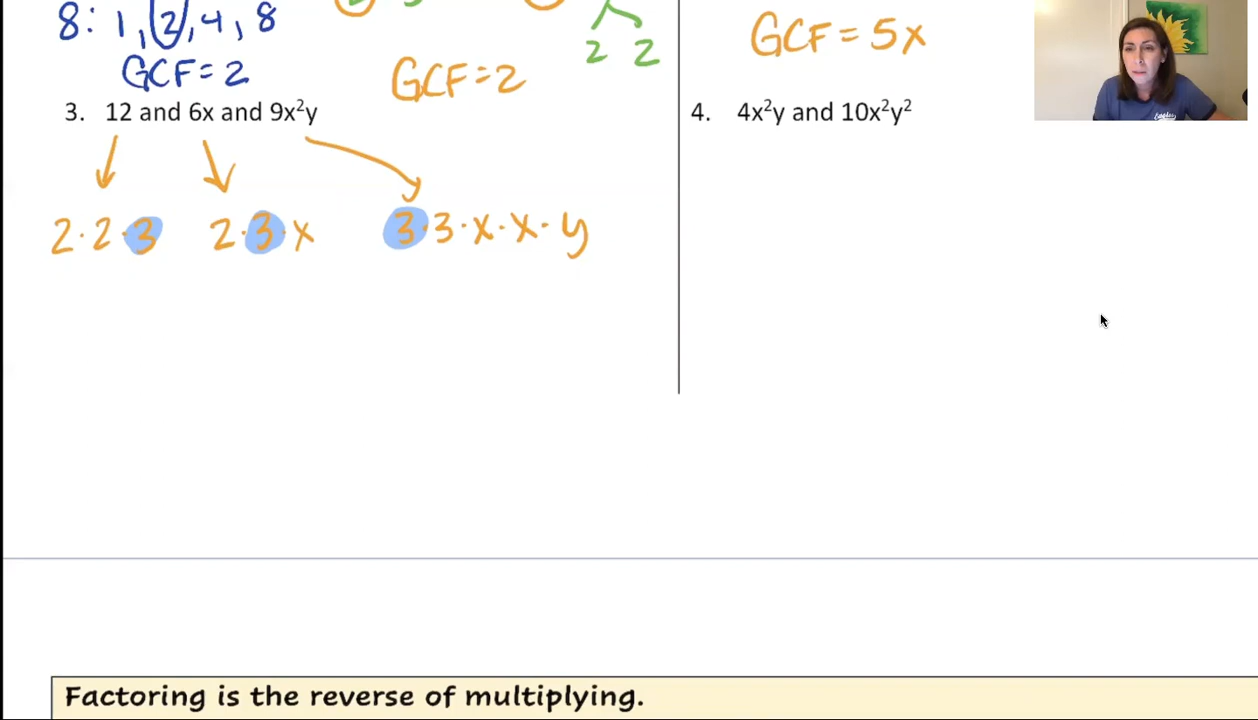 8: 1, 2, 4, 8
GCF = 2
GCF = 2
2 2
GCF = 5x
3. 12 and 6x and 9x²y
2·2·3 2·3·x 3·3·x·x·y
4. 4x²y and 10x²y²
Factoring is the reverse of multiplying.